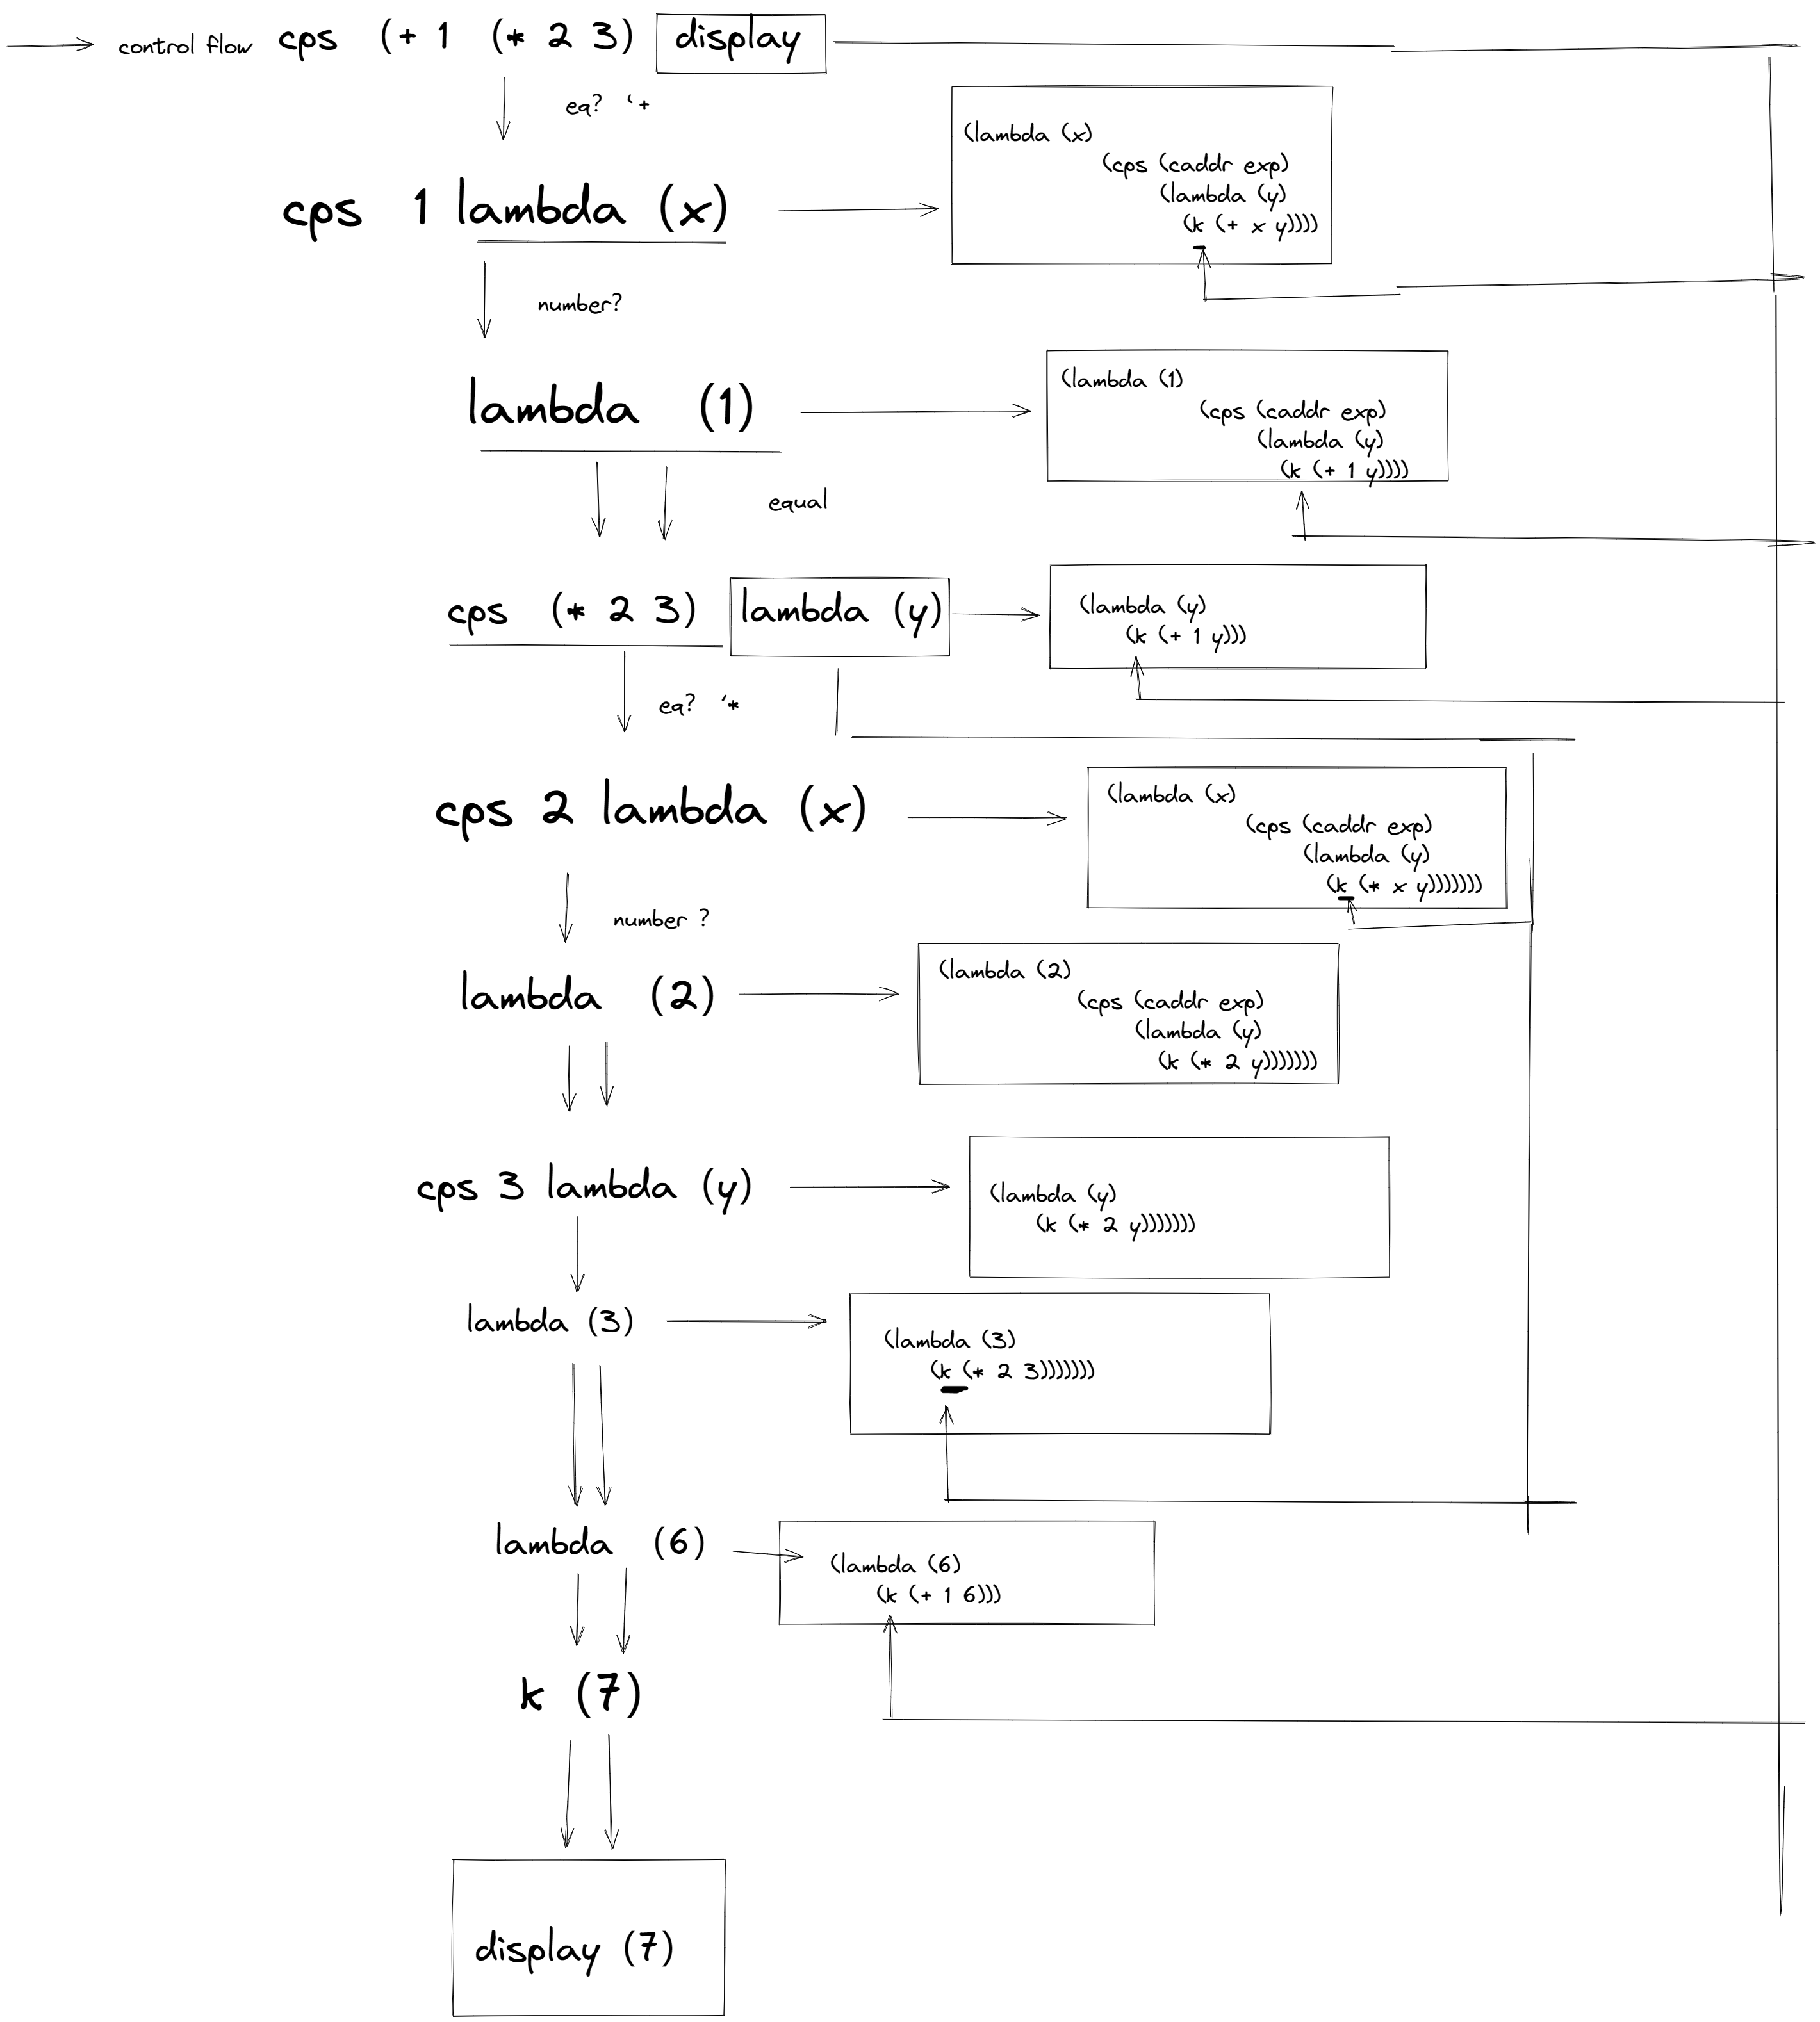 control flow cps (+ 1 (* 2 3) display
eq? ‘+
(lambda (x)
(cps (caddr exp)
(lambda (y)
(k (+ x y))))
cps 1 lambda (x)
number?
lambda (1)
(lambda (1)
(cps (caddr exp)
(lambda (y)
(k (+ 1 y))))
equal
cps (* 2 3) lambda (y)
(lambda (y)
(k (+ 1 y)))
eq? ‘*
cps 2 lambda (x)
(lambda (x)
(cps (caddr exp)
(lambda (y)
(k (* x y)))))))
number ?
lambda (2)
(lambda (2)
(cps (caddr exp)
(lambda (y)
(k (* 2 y)))))))
cps 3 lambda (y)
(lambda (y)
(k (* 2 y)))))))
lambda (3)
(lambda (3)
(k (* 2 3)))))))
lambda (6)
(lambda (6)
(k (+ 1 6)))
k (7)
display (7)